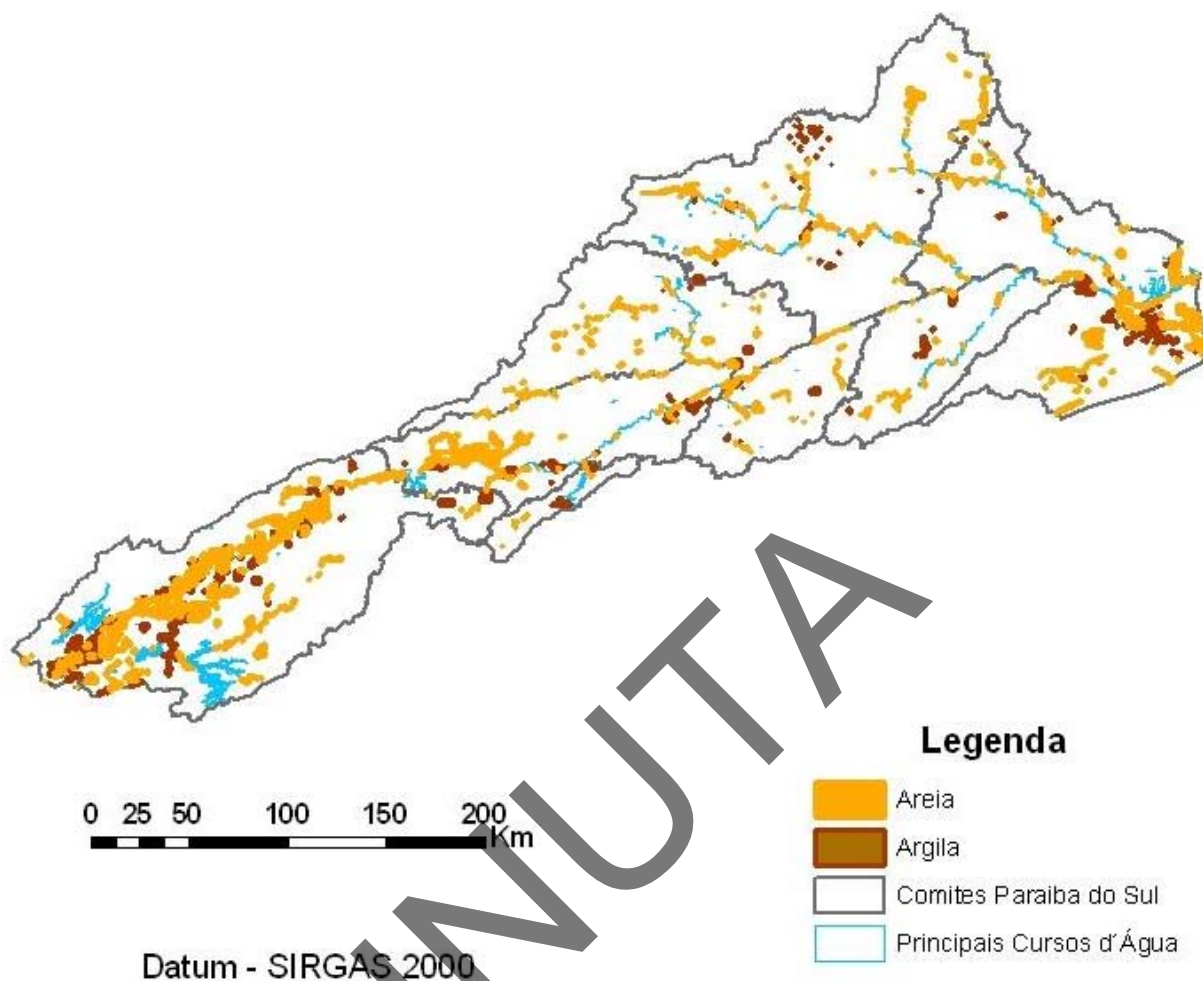 0 25 50 100 150 200
Km
Datum - SIRGAS 2000
Legenda
Areia
Argila
Comites Paraiba do Sul
Principais Cursos d´Água
INUTA